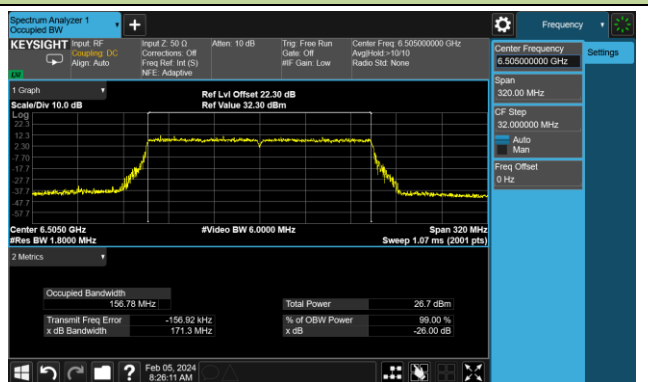 Spectrum Analyzer 1
Occupied BW
Frequency
KEYSIGHT
Input: RF
Coupling: DC
Align: Auto
Input Z: 50 Ω
Corrections: Off
Freq Ref: Int (S)
NFE: Adaptive
Atten: 10 dB
Trig: Free Run
Gate: Off
#IF Gain: Low
Center Freq: 6.505000000 GHz
Avg|Hold:>10/10
Radio Std: None
Center Frequency
6.505000000 GHz
Settings
Span
320.00 MHz
CF Step
32.000000 MHz
Auto
Man
Freq Offset
0 Hz
1 Graph
Scale/Div 10.0 dB
Ref Lvl Offset 22.30 dB
Ref Value 32.30 dBm
Log
22.3
12.3
2.30
-7.70
-17.7
-27.7
-37.7
-47.7
-57.7
Center 6.5050 GHz
#Res BW 1.8000 MHz
#Video BW 6.0000 MHz
Span 320 MHz
Sweep 1.07 ms (2001 pts)
2 Metrics
Occupied Bandwidth
156.78 MHz
Total Power 26.7 dBm
Transmit Freq Error -156.92 kHz
% of OBW Power 99.00 %
x dB Bandwidth 171.3 MHz
x dB -26.00 dB
?
Feb 05, 2024
8:26:11 AM